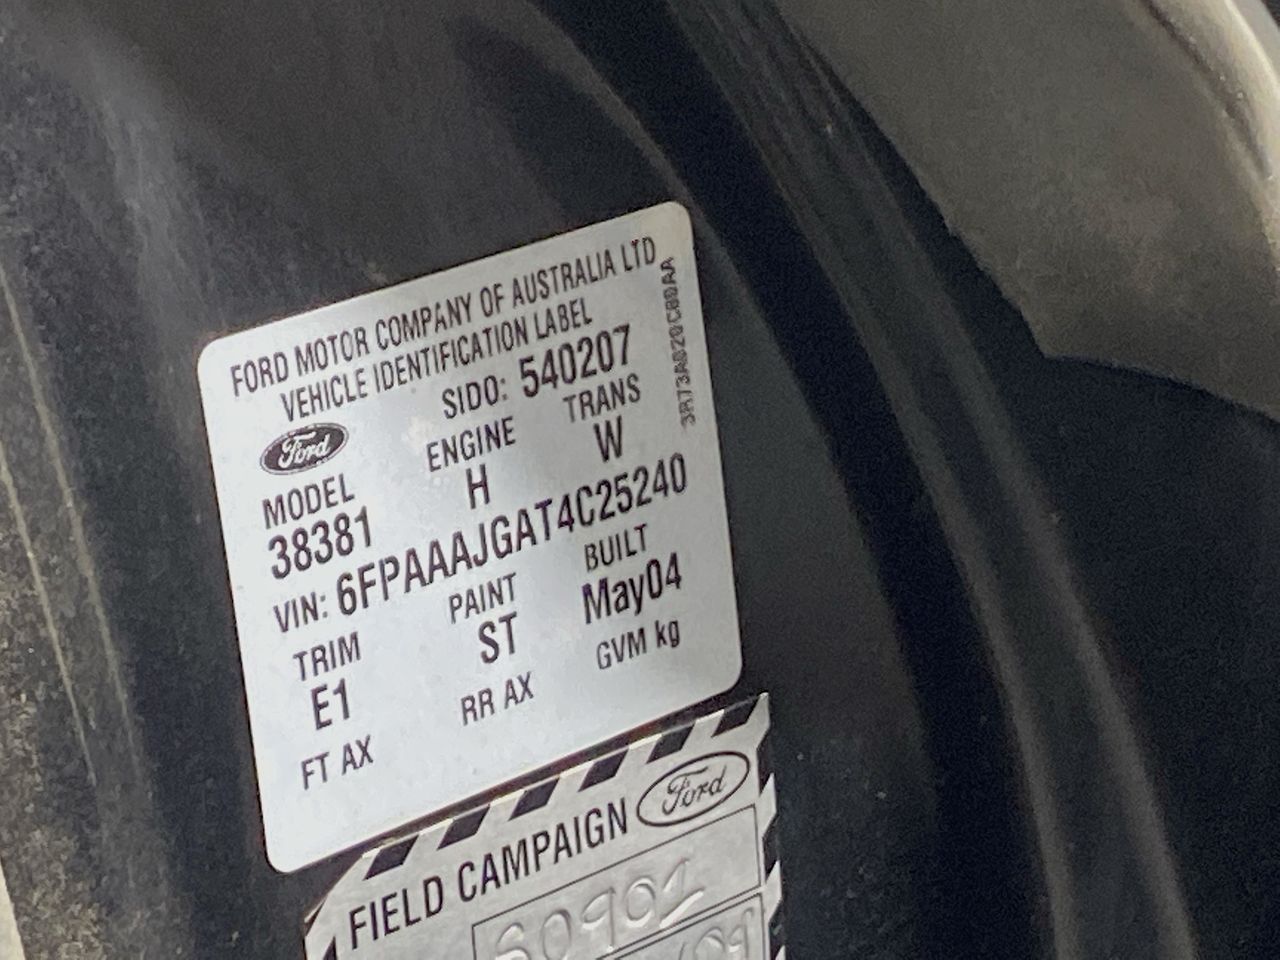 FORD MOTOR COMPANY OF AUSTRALIA LTD
VEHICLE IDENTIFICATION LABEL
SIDO: 540207
Ford
MODEL ENGINE TRANS
38381 H W
VIN: 6FPAAAJGAT4C25240
TRIM PAINT BUILT
E1 ST May04
FT AX RR AX GVM kg
FIELD CAMPAIGN Ford